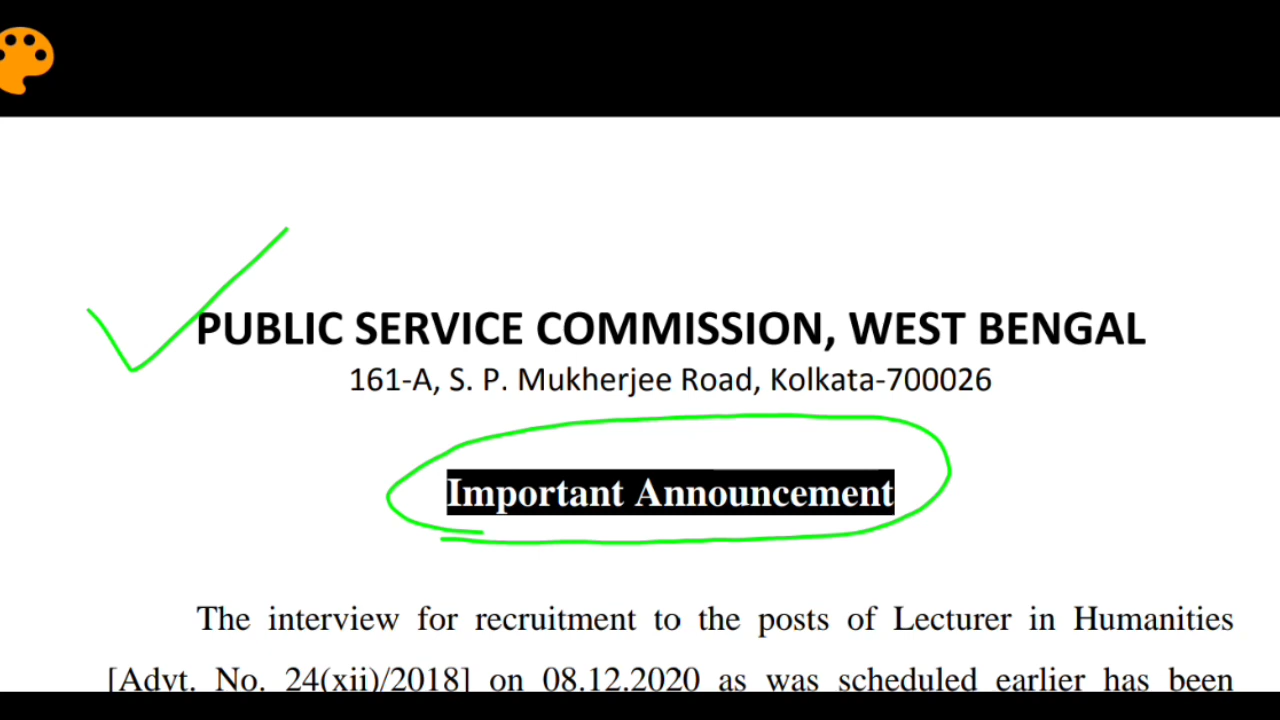 PUBLIC SERVICE COMMISSION, WEST BENGAL
161-A, S. P. Mukherjee Road, Kolkata-700026
Important Announcement
The interview for recruitment to the posts of Lecturer in Humanities
[Advt. No. 24(xii)/2018] on 08.12.2020 as was scheduled earlier has been